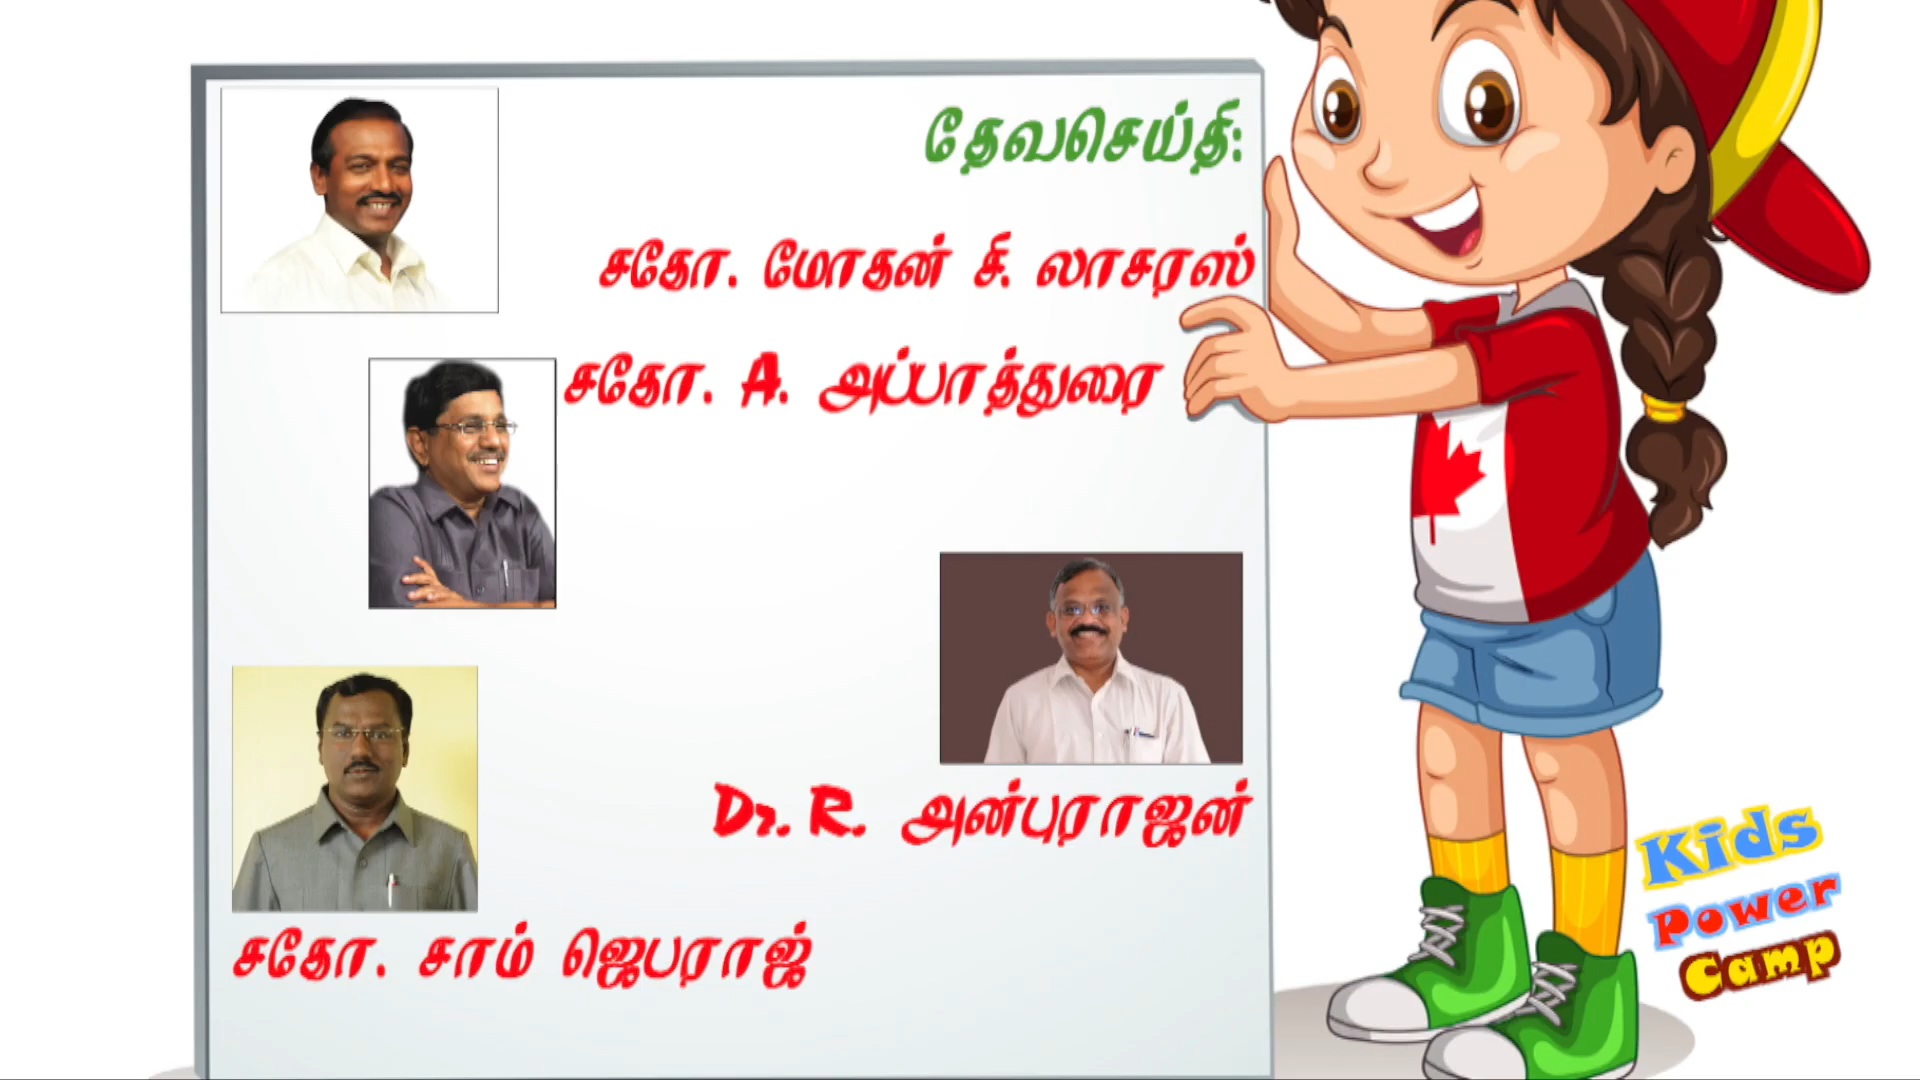 தேவசெய்தி:
சகோ. மோகன் சி. லாசரஸ்
சகோ. A. அப்பாத்துரை
Dr. R. அன்புராஜன்
சகோ. சாம் ஜெபராஜ்
Kids
Power
Camp